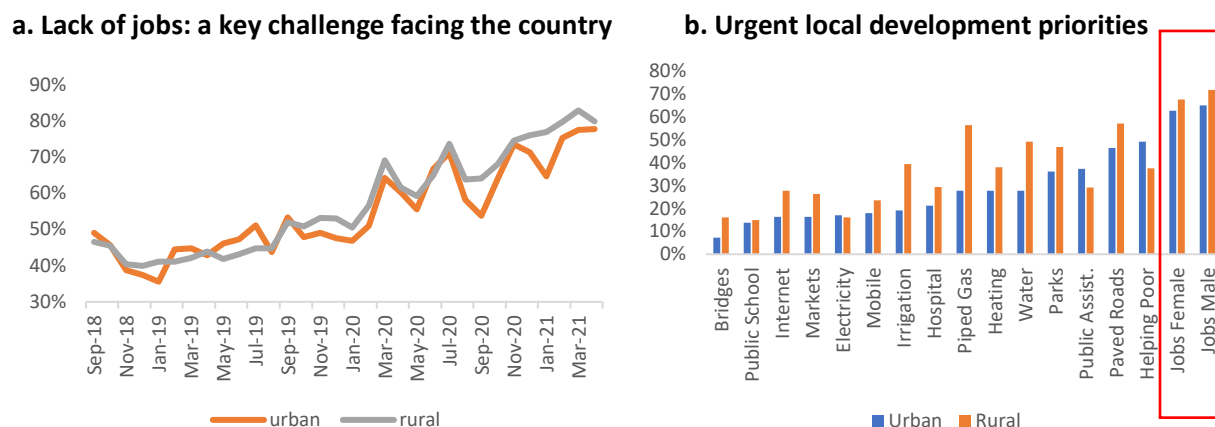 a. Lack of jobs: a key challenge facing the country
90%
80%
70%
60%
50%
40%
30%
Sep-18
Nov-18
Jan-19
Mar-19
May-19
Jul-19
Sep-19
Nov-19
Jan-20
Mar-20
May-20
Jul-20
Sep-20
Nov-20
Jan-21
Mar-21
urban
rural
b. Urgent local development priorities
80%
70%
60%
50%
40%
30%
20%
10%
0%
Bridges
Public School
Internet
Markets
Electricity
Mobile
Irrigation
Hospital
Piped Gas
Heating
Water
Parks
Public Assist.
Paved Roads
Helping Poor
Jobs Female
Jobs Male
Urban
Rural